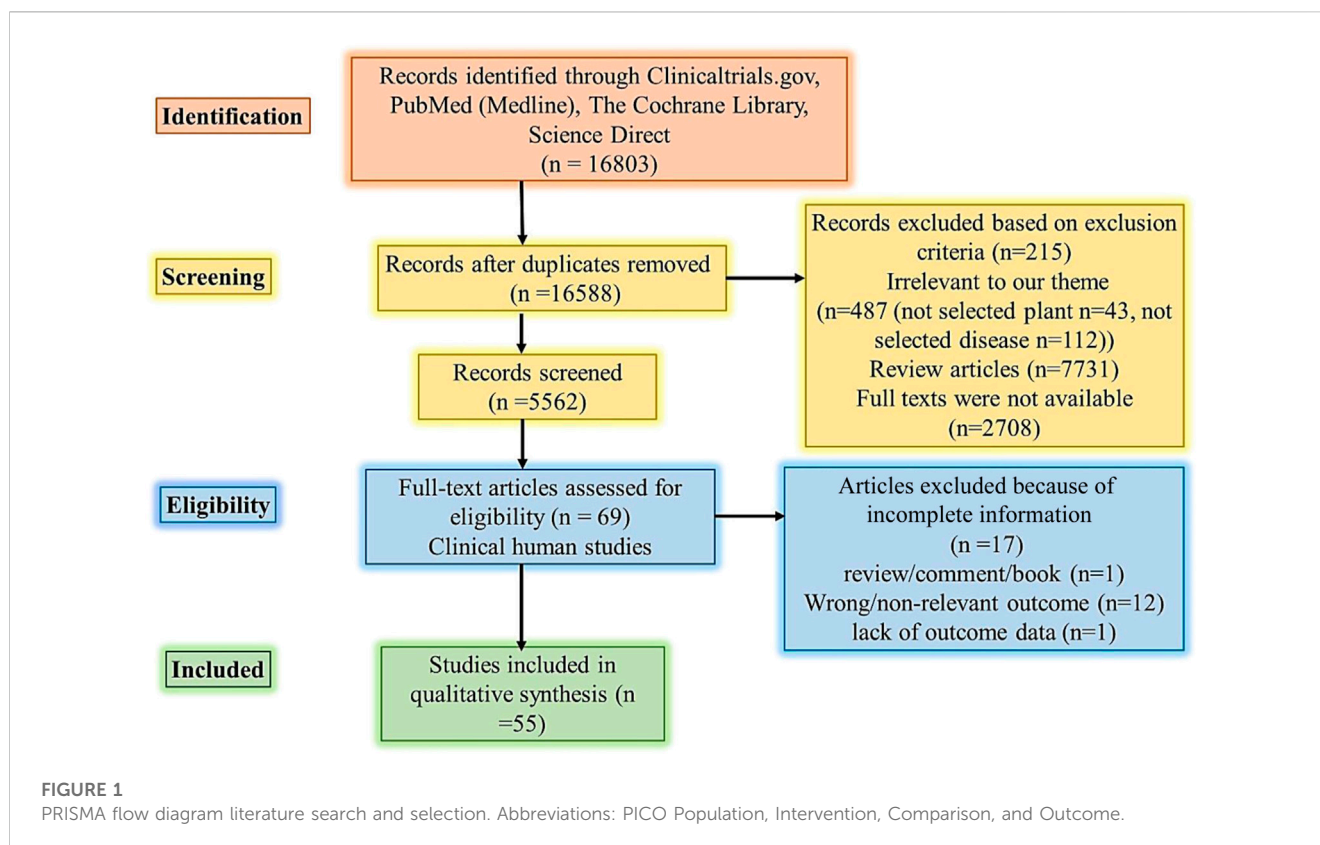 Identification
Records identified through Clinicaltrials.gov,
PubMed (Medline), The Cochrane Library,
Science Direct
(n = 16803)
Screening
Records after duplicates removed
(n =16588)
Records excluded based on exclusion
criteria (n=215)
Irrelevant to our theme
(n=487 (not selected plant n=43, not
selected disease n=112))
Review articles (n=7731)
Full texts were not available
(n=2708)
Records screened
(n =5562)
Eligibility
Full-text articles assessed for
eligibility (n = 69)
Clinical human studies
Articles excluded because of
incomplete information
(n =17)
review/comment/book (n=1)
Wrong/non-relevant outcome (n=12)
lack of outcome data (n=1)
Included
Studies included in
qualitative synthesis (n
=55)
FIGURE 1
PRISMA flow diagram literature search and selection. Abbreviations: PICO Population, Intervention, Comparison, and Outcome.